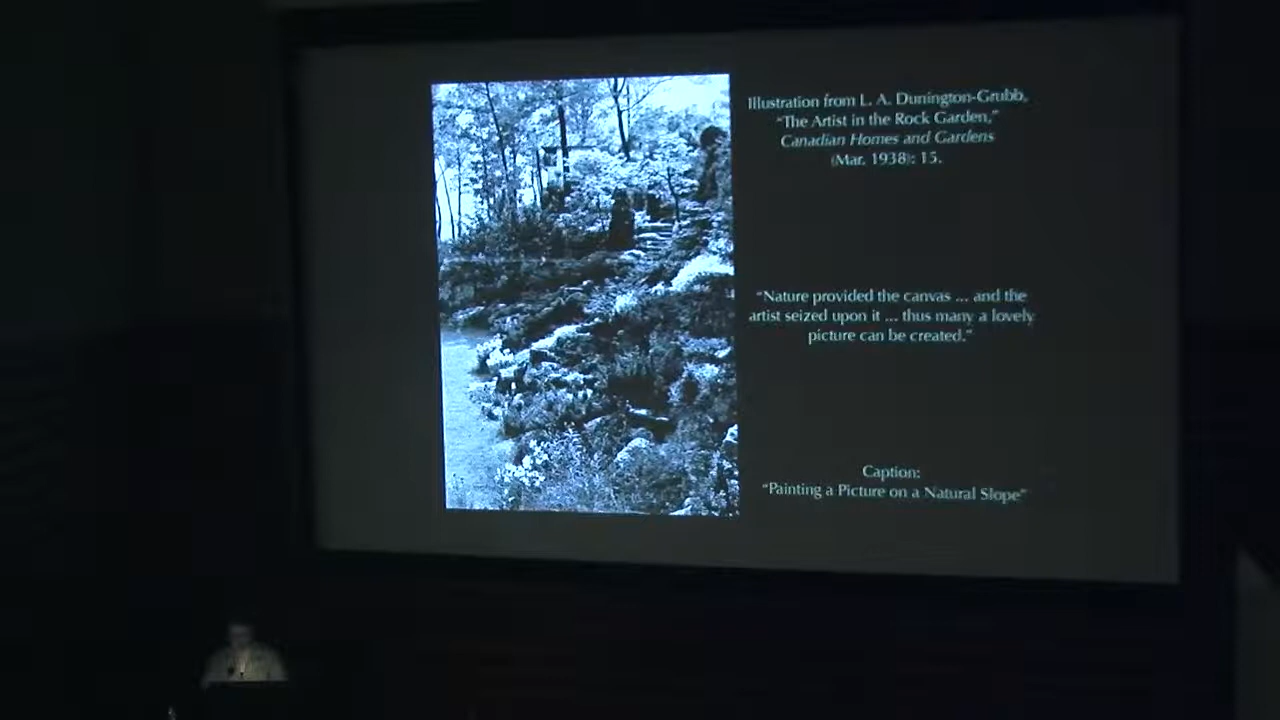 Illustration from L. A. Dunington-Grubb,
“The Artist in the Rock Garden,”
Canadian Homes and Gardens
(Mar. 1938): 15.
“Nature provided the canvas ... and the
artist seized upon it ... thus many a lovely
picture can be created.”
Caption:
“Painting a Picture on a Natural Slope”